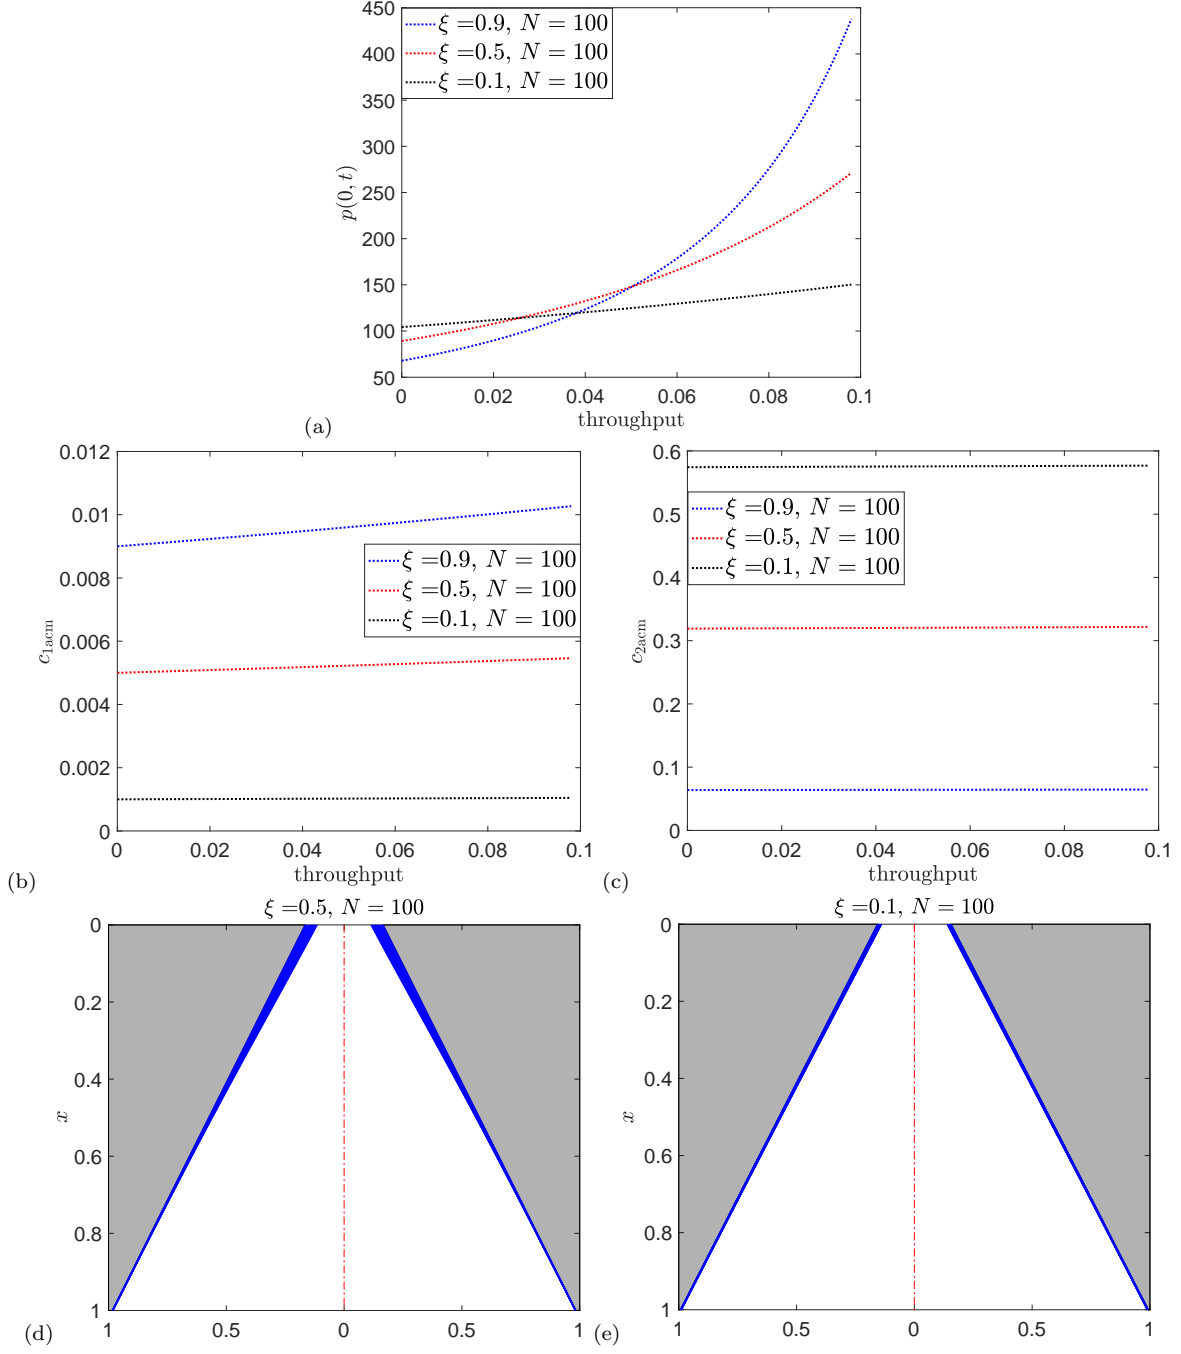 450
400
350
300
250
200
150
100
50
p(0, t)
ξ =0.9, N = 100
ξ =0.5, N = 100
ξ =0.1, N = 100
0 0.02 0.04 0.06 0.08 0.1
throughput
(a)
0.012
0.01
0.008
0.006
0.004
0.002
0
c1acm
ξ =0.9, N = 100
ξ =0.5, N = 100
ξ =0.1, N = 100
0 0.02 0.04 0.06 0.08 0.1
throughput
(b)
0.6
0.5
0.4
0.3
0.2
0.1
0
c2acm
ξ =0.9, N = 100
ξ =0.5, N = 100
ξ =0.1, N = 100
0 0.02 0.04 0.06 0.08 0.1
throughput
(c)
ξ =0.5, N = 100
0
0.2
0.4
0.6
0.8
1
x
1 0.5 0 0.5 1
(d)
ξ =0.1, N = 100
0
0.2
0.4
0.6
0.8
1
x
1 0.5 0 0.5 1
(e)